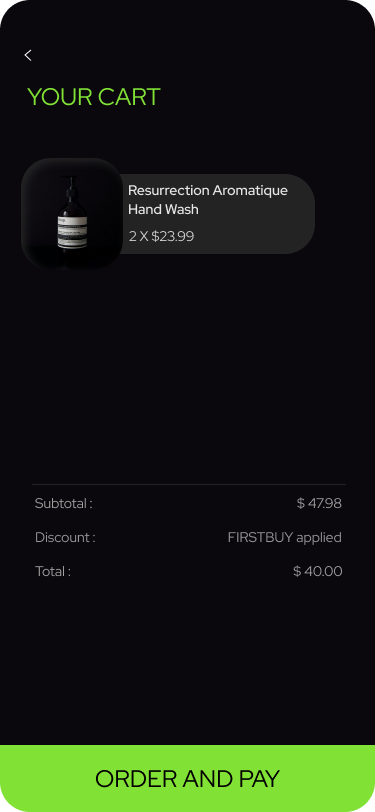 YOUR CART
Resurrection Aromatique
Hand Wash
2 X $23.99
Subtotal :
$ 47.98
Discount :
FIRSTBUY applied
Total :
$ 40.00
ORDER AND PAY